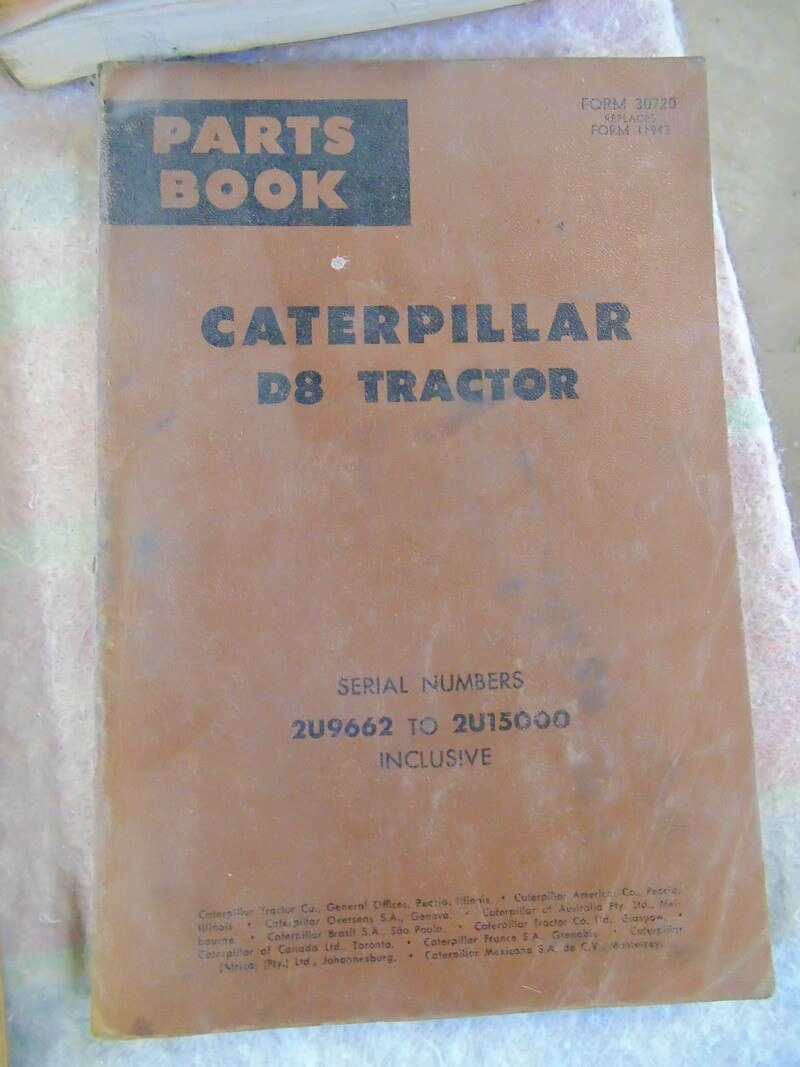 PARTS
BOOK
FORM 30720
REPLACES
FORM 11943
CATERPILLAR
D8 TRACTOR
SERIAL NUMBERS
2U9662 TO 2U15000
INCLUSIVE
Caterpillar Tractor Co., General Offices, Peoria, Illinois. • Caterpillar Americas Co., Peoria,
Illinois • Caterpillar Overseas S.A., Geneva. • Caterpillar of Australia Pty. Ltd., Mel-
bourne. • Caterpillar Brasil S.A., São Paulo. • Caterpillar Tractor Co. Ltd., Glasgow. •
Caterpillar of Canada Ltd., Toronto. • Caterpillar France S.A., Grenoble. • Caterpillar
(Africa) (Pty.) Ltd., Johannesburg. • Caterpillar Mexicana S.A. de C.V., Monterrey.